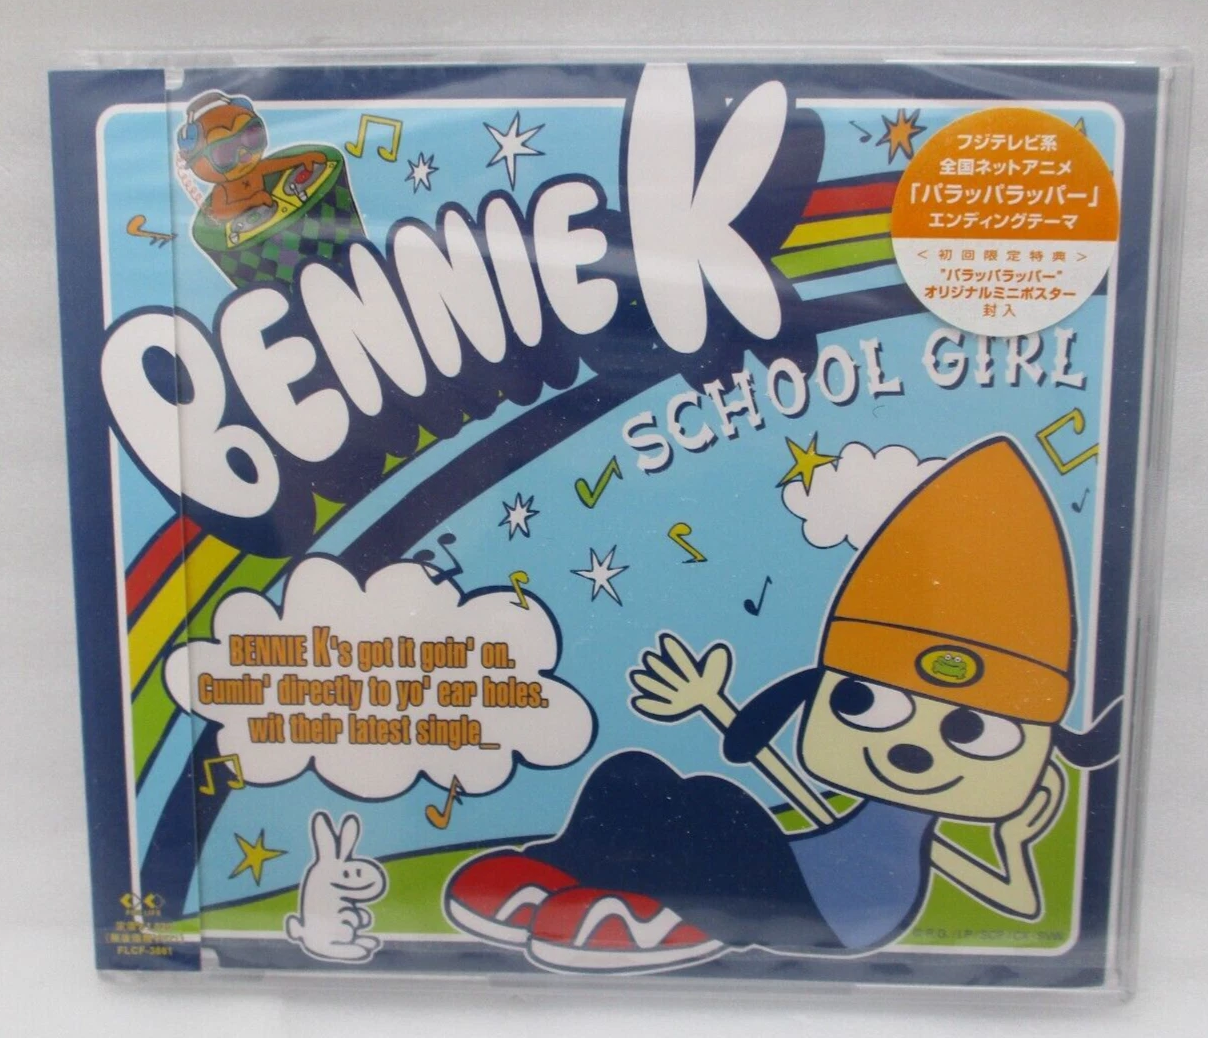 BENNIE K
SCHOOL GIRL
フジテレビ系
全国ネットアニメ
「パラッパラッパー」
エンディングテーマ
<初回限定特典>
"パラッパラッパー"
オリジナルミニポスター
封入
BENNIE K's got it goin' on.
Cumin' directly to yo' ear holes.
wit their latest single_
FOR LIFE